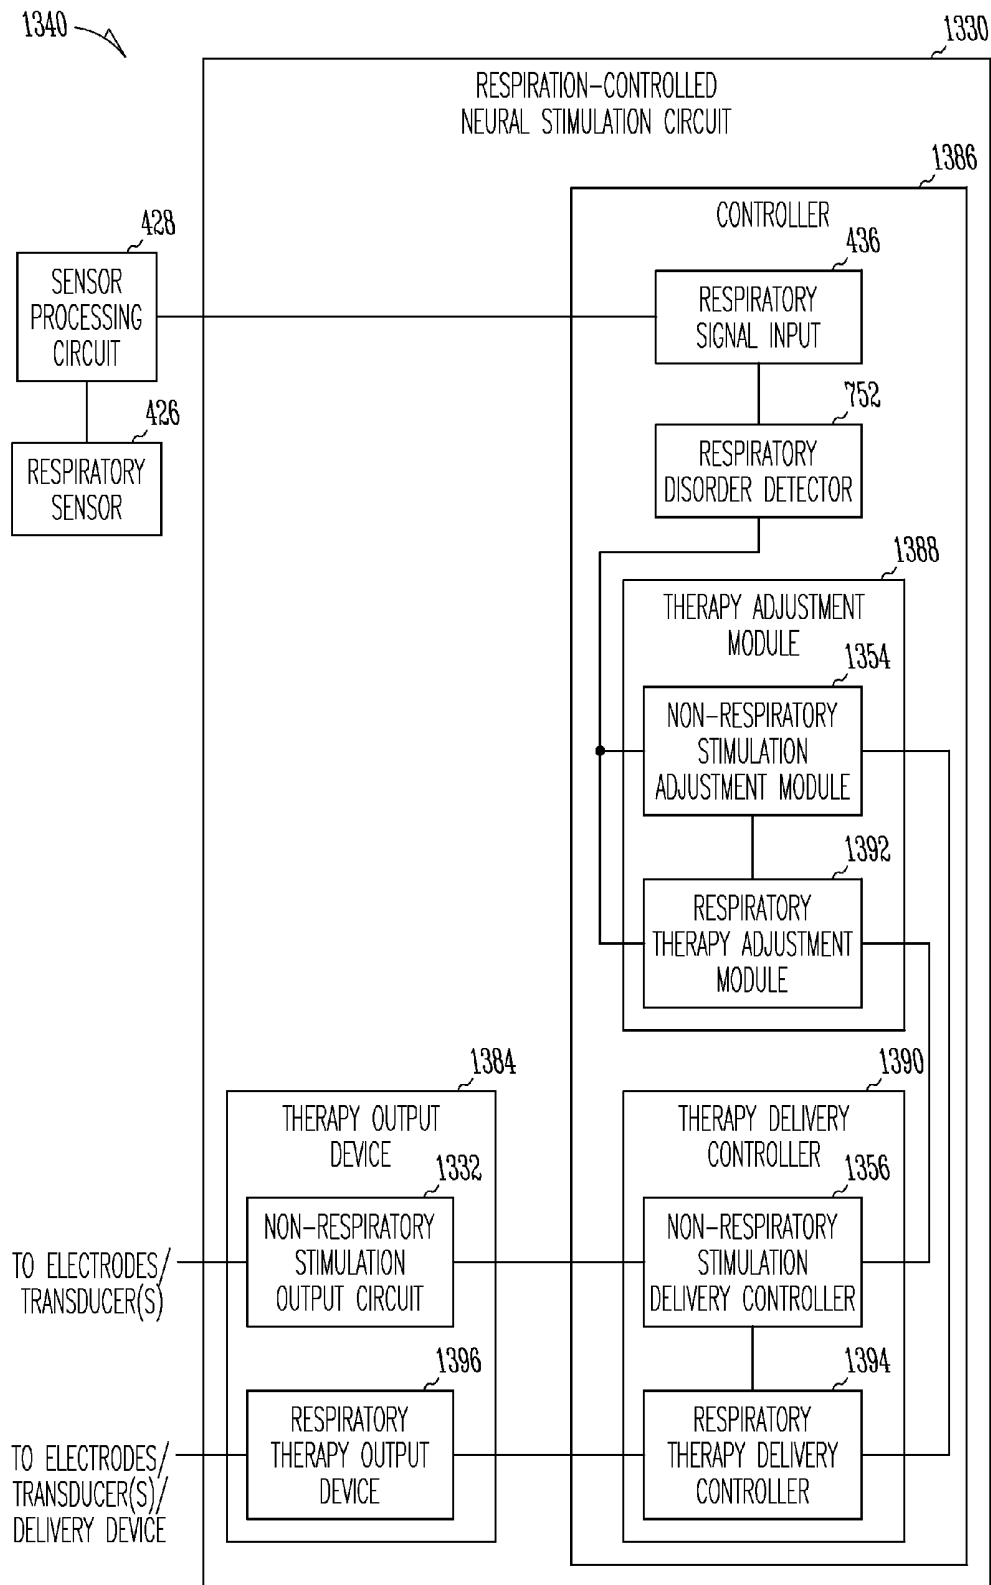 1340
1330
RESPIRATION-CONTROLLED
NEURAL STIMULATION CIRCUIT
1386
CONTROLLER
428
SENSOR
PROCESSING
CIRCUIT
436
RESPIRATORY
SIGNAL INPUT
426
RESPIRATORY
SENSOR
752
RESPIRATORY
DISORDER DETECTOR
1388
THERAPY ADJUSTMENT
MODULE
1354
NON-RESPIRATORY
STIMULATION
ADJUSTMENT MODULE
1392
RESPIRATORY
THERAPY ADJUSTMENT
MODULE
1384
THERAPY OUTPUT
DEVICE
1390
THERAPY DELIVERY
CONTROLLER
1332
NON-RESPIRATORY
STIMULATION
OUTPUT CIRCUIT
1356
NON-RESPIRATORY
STIMULATION
DELIVERY CONTROLLER
TO ELECTRODES/
TRANSDUCER(S)
1396
RESPIRATORY
THERAPY OUTPUT
DEVICE
1394
RESPIRATORY
THERAPY DELIVERY
CONTROLLER
TO ELECTRODES/
TRANSDUCER(S)/
DELIVERY DEVICE